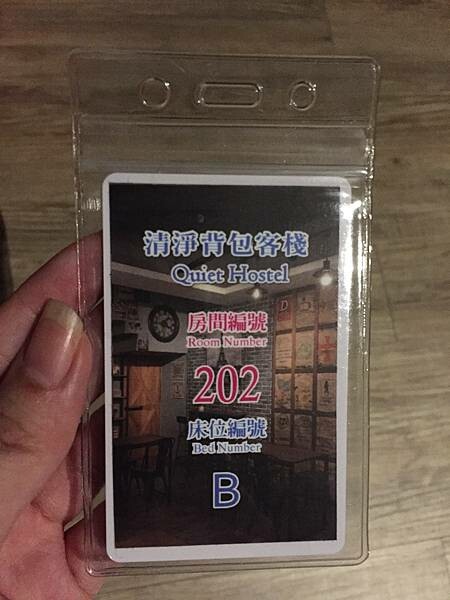 清淨背包客棧
Quiet Hostel
房間編號
Room Number
202
床位編號
Bed Number
B